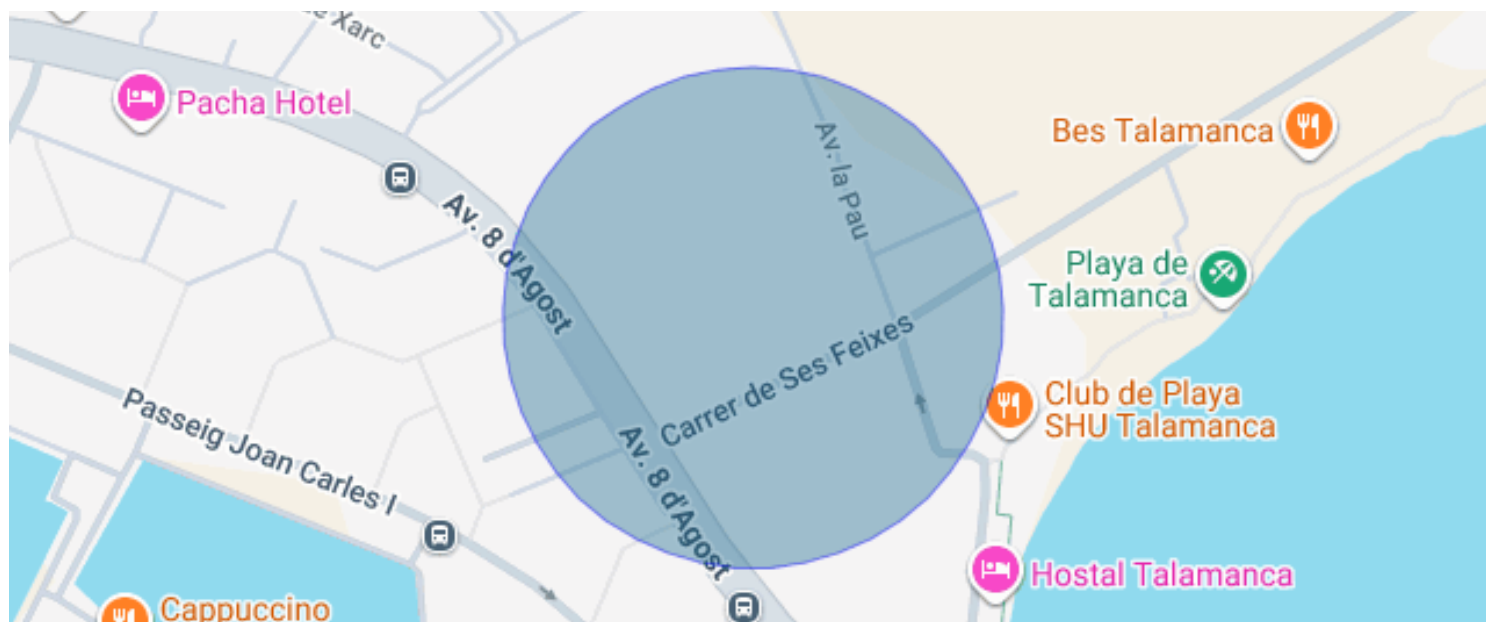 Xarc
Pacha Hotel
Av. 8 d'Agost
Av. la Pau
Bes Talamanca
Playa de
Talamanca
Carrer de Ses Feixes
Club de Playa
SHU Talamanca
Passeig Joan Carles I
Av. 8 d'Agost
Hostal Talamanca
Cappuccino